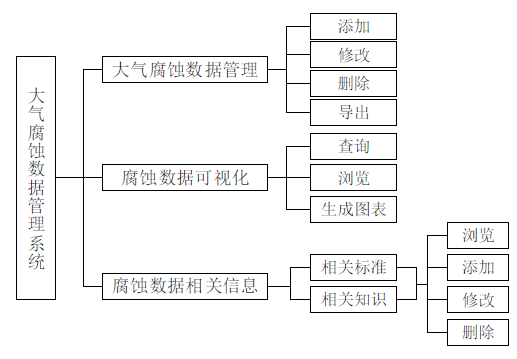 大气腐蚀数据管理系统
大气腐蚀数据管理
添加
修改
删除
导出
腐蚀数据可视化
查询
浏览
生成图表
腐蚀数据相关信息
相关标准
相关知识
浏览
添加
修改
删除